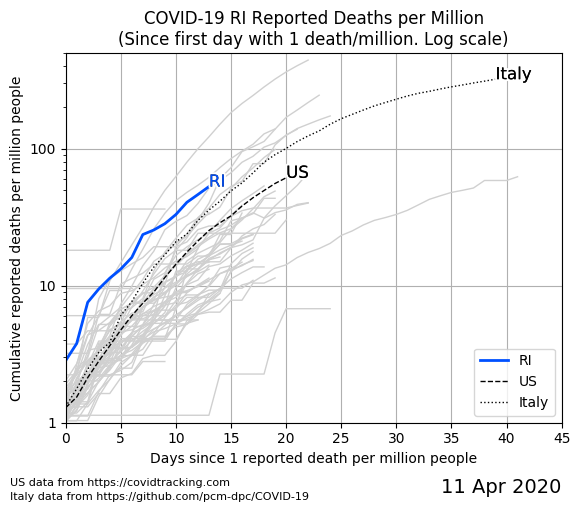 COVID-19 RI Reported Deaths per Million
(Since first day with 1 death/million. Log scale)
Cumulative reported deaths per million people
100
10
1
Italy
RI
US
RI
US
Italy
0 5 10 15 20 25 30 35 40 45
Days since 1 reported death per million people
US data from https://covidtracking.com
Italy data from https://github.com/pcm-dpc/COVID-19
11 Apr 2020